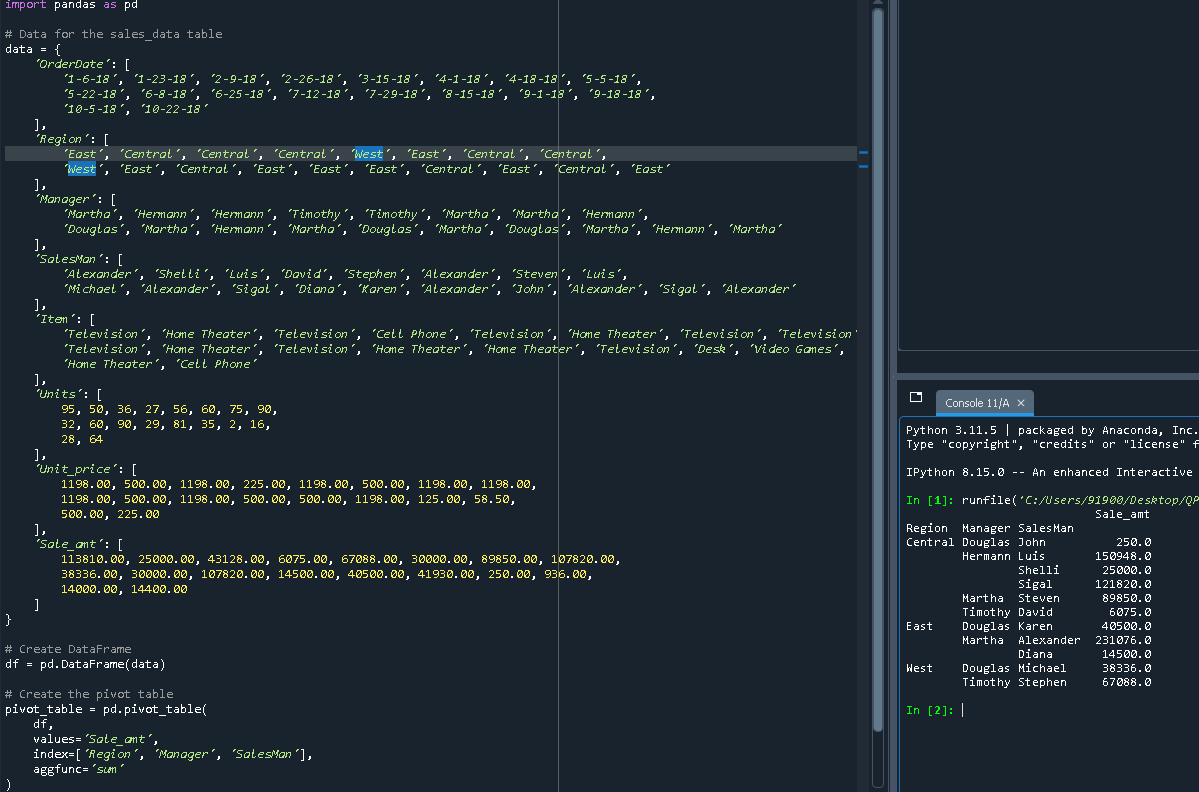 import pandas as pd
# Data for the sales_data table
data = {
    'OrderDate': [
        '1-6-18', '1-23-18', '2-9-18', '2-26-18', '3-15-18', '4-1-18', '4-18-18', '5-5-18',
        '5-22-18', '6-8-18', '6-25-18', '7-12-18', '7-29-18', '8-15-18', '9-1-18', '9-18-18',
        '10-5-18', '10-22-18'
    ],
    'Region': [
        'East', 'Central', 'Central', 'Central', 'West', 'East', 'Central', 'Central',
        'West', 'East', 'Central', 'East', 'East', 'East', 'Central', 'East', 'Central', 'East'
    ],
    'Manager': [
        'Martha', 'Hermann', 'Hermann', 'Timothy', 'Timothy', 'Martha', 'Martha', 'Hermann',
        'Douglas', 'Martha', 'Hermann', 'Martha', 'Douglas', 'Martha', 'Douglas', 'Martha', 'Hermann', 'Martha'
    ],
    'SalesMan': [
        'Alexander', 'Shelli', 'Luis', 'David', 'Stephen', 'Alexander', 'Steven', 'Luis',
        'Michael', 'Alexander', 'Sigal', 'Diana', 'Karen', 'Alexander', 'John', 'Alexander', 'Sigal', 'Alexander'
    ],
    'Item': [
        'Television', 'Home Theater', 'Television', 'Cell Phone', 'Television', 'Home Theater', 'Television', 'Television'
        'Television', 'Home Theater', 'Television', 'Home Theater', 'Home Theater', 'Television', 'Desk', 'Video Games',
        'Home Theater', 'Cell Phone'
    ],
    'Units': [
        95, 50, 36, 27, 56, 60, 75, 90,
        32, 60, 90, 29, 81, 35, 2, 16,
        28, 64
    ],
    'Unit_price': [
        1198.00, 500.00, 1198.00, 225.00, 1198.00, 500.00, 1198.00, 1198.00,
        1198.00, 500.00, 1198.00, 500.00, 500.00, 1198.00, 125.00, 58.50,
        500.00, 225.00
    ],
    'Sale_amt': [
        113810.00, 25000.00, 43128.00, 6075.00, 67088.00, 30000.00, 89850.00, 107820.00,
        38336.00, 30000.00, 107820.00, 14500.00, 40500.00, 41930.00, 250.00, 936.00,
        14000.00, 14400.00
    ]
}
# Create DataFrame
df = pd.DataFrame(data)
# Create the pivot table
pivot_table = pd.pivot_table(
    df,
    values='Sale_amt',
    index=['Region', 'Manager', 'SalesMan'],
    aggfunc='sum'
)
Console 11/A
Python 3.11.5 | packaged by Anaconda, Inc.
Type "copyright", "credits" or "license" f
IPython 8.15.0 -- An enhanced Interactive
In [1]: runfile('C:/Users/91900/Desktop/QP
Sale_amt
Region Manager SalesMan
Central Douglas John 250.0
Hermann Luis 150948.0
Shelli 25000.0
Sigal 121820.0
Martha Steven 89850.0
Timothy David 6075.0
East Douglas Karen 40500.0
Martha Alexander 231076.0
Diana 14500.0
West Douglas Michael 38336.0
Timothy Stephen 67088.0
In [2]: